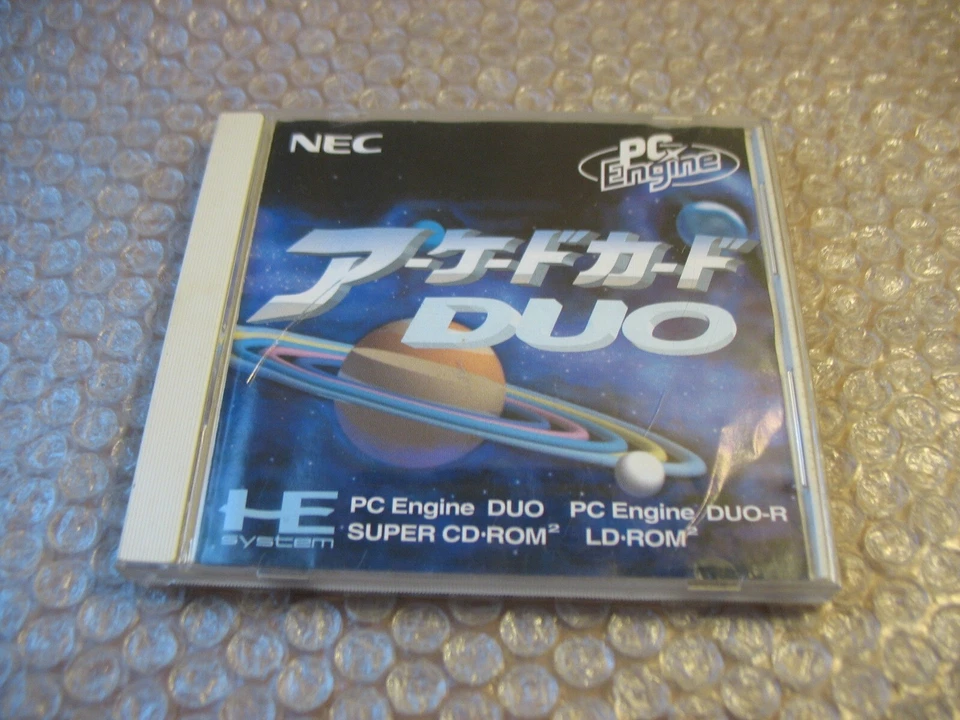 NEC
PC Engine
アーケードカード
DUO
HE system
PC Engine DUO PC Engine DUO-R
SUPER CD・ROM² LD・ROM²